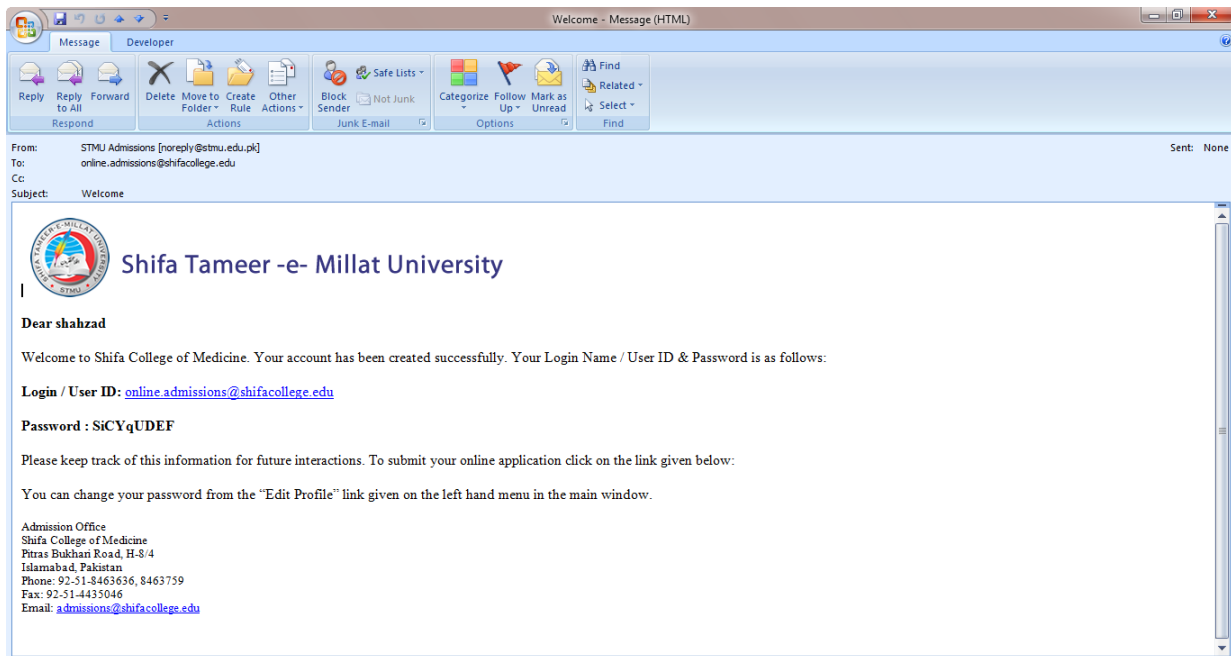 Welcome - Message (HTML)
Message Developer
Reply Reply to All Forward Delete Move to Folder Create Rule Other Actions Block Sender Safe Lists Not Junk Categorize Follow Up Mark as Unread Find Related Select
Respond Actions Junk E-mail Options Find
From: STMU Admissions [noreply@stmu.edu.pk] Sent: None
To: online.admissions@shifacollege.edu
Cc:
Subject: Welcome
SHIFA TAMEER-E-MILLAT UNIVERSITY
STMU
Shifa Tameer -e- Millat University
Dear shahzad
Welcome to Shifa College of Medicine. Your account has been created successfully. Your Login Name / User ID & Password is as follows:
Login / User ID: online.admissions@shifacollege.edu
Password : SiCYqUDEF
Please keep track of this information for future interactions. To submit your online application click on the link given below:
You can change your password from the “Edit Profile” link given on the left hand menu in the main window.
Admission Office
Shifa College of Medicine
Pitras Bukhari Road, H-8/4
Islamabad, Pakistan
Phone: 92-51-8463636, 8463759
Fax: 92-51-4435046
Email: admissions@shifacollege.edu